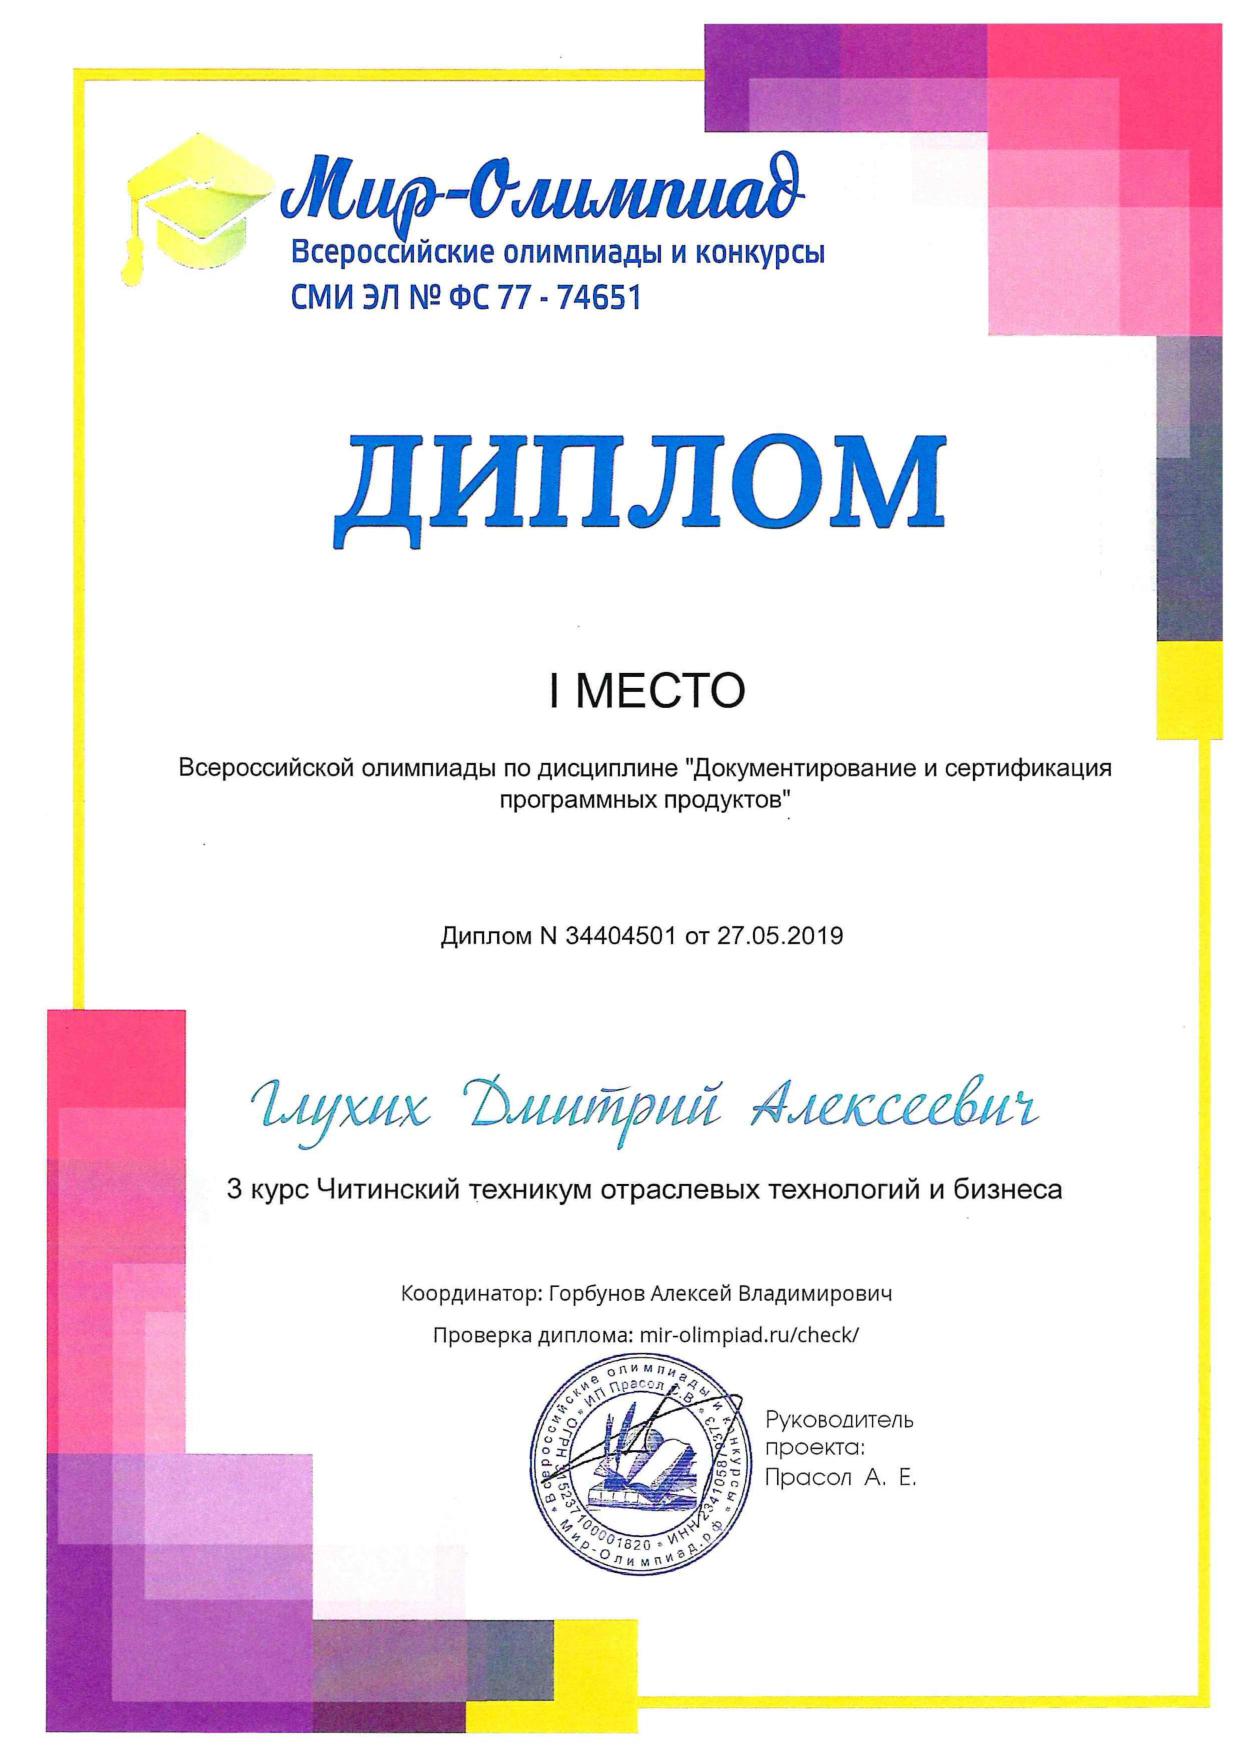 Мир-Олимпиад
Всероссийские олимпиады и конкурсы
СМИ ЭЛ № ФС 77 - 74651
ДИПЛОМ
I МЕСТО
Всероссийской олимпиады по дисциплине "Документирование и сертификация
программных продуктов"
Диплом N 34404501 от 27.05.2019
Глухих Дмитрий Алексеевич
3 курс Читинский техникум отраслевых технологий и бизнеса
Координатор: Горбунов Алексей Владимирович
Проверка диплома: mir-olimpiad.ru/check/
Всероссийские олимпиады и конкурсы
Мир-Олимпиад.рф
ИП Прасол
ОГРН
ИНН
Руководитель
проекта:
Прасол А. Е.